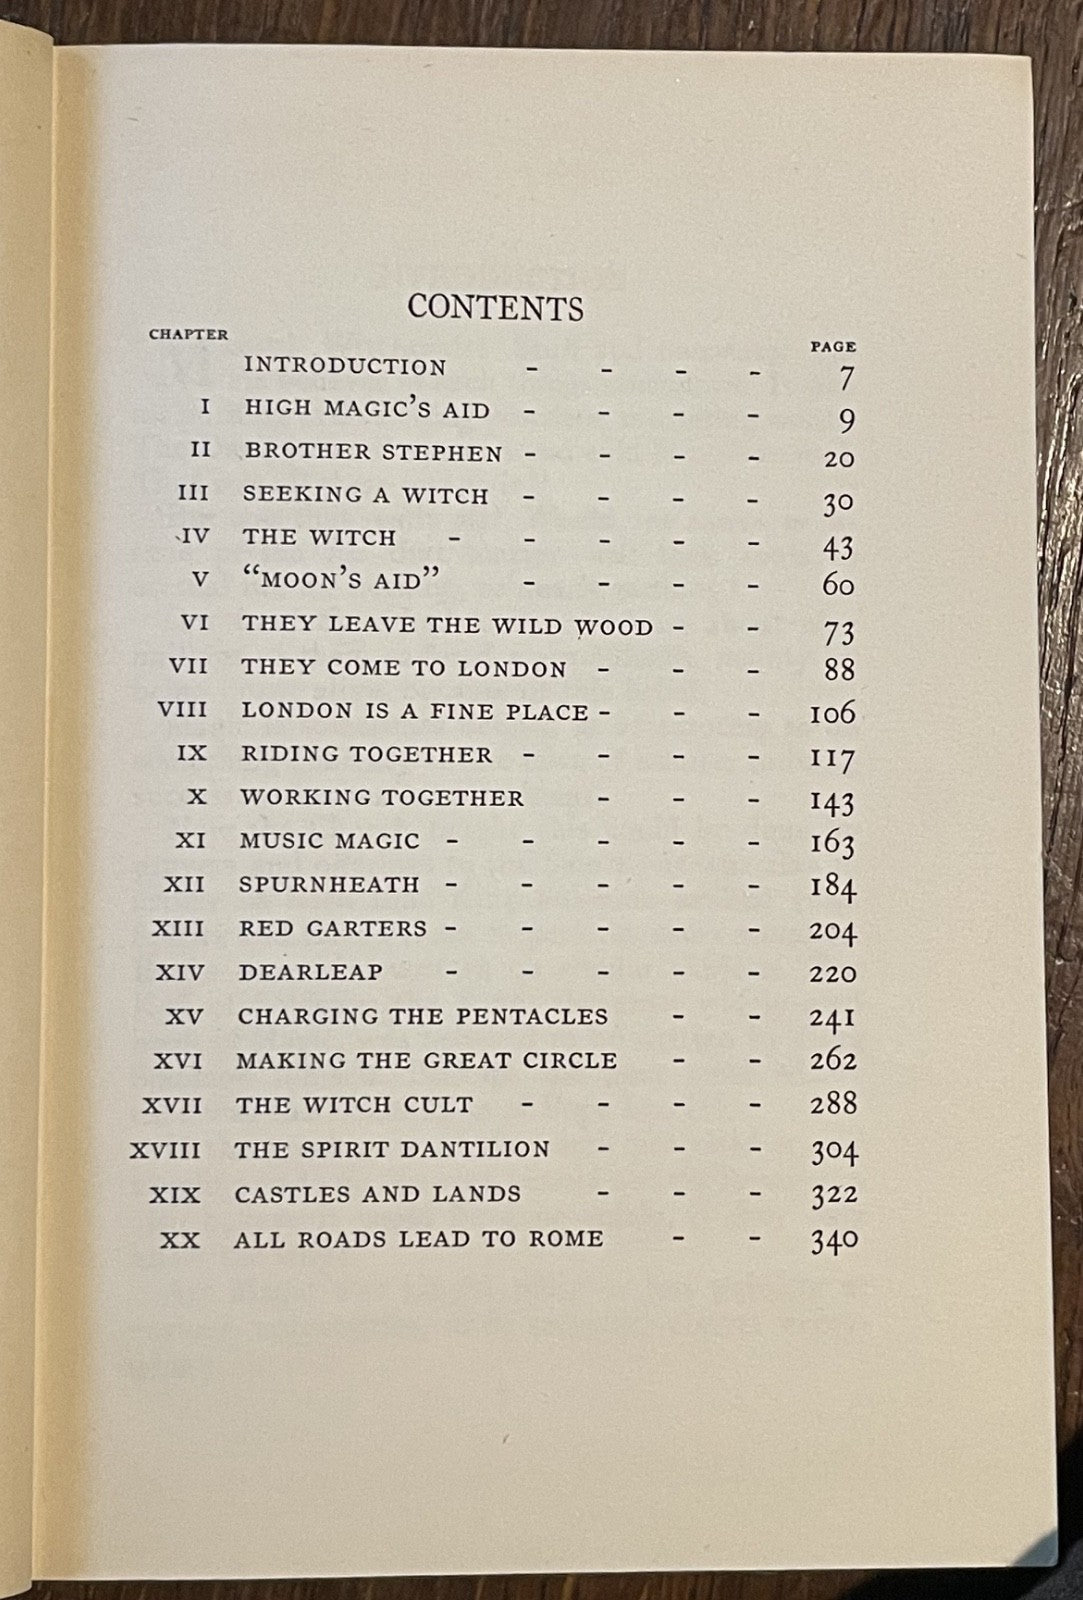 CONTENTS
CHAPTER PAGE
INTRODUCTION - - - - 7
I HIGH MAGIC'S AID - - - - 9
II BROTHER STEPHEN - - - - 20
III SEEKING A WITCH - - - - 30
IV THE WITCH - - - - - 43
V "MOON'S AID" - - - - 60
VI THEY LEAVE THE WILD WOOD - - 73
VII THEY COME TO LONDON - - - 88
VIII LONDON IS A FINE PLACE - - - 106
IX RIDING TOGETHER - - - - 117
X WORKING TOGETHER - - - 143
XI MUSIC MAGIC - - - - - 163
XII SPURNHEATH - - - - - 184
XIII RED GARTERS - - - - - 204
XIV DEARLEAP - - - - - 220
XV CHARGING THE PENTACLES - - 241
XVI MAKING THE GREAT CIRCLE - - 262
XVII THE WITCH CULT - - - - 288
XVIII THE SPIRIT DANTILION - - - 304
XIX CASTLES AND LANDS - - - 322
XX ALL ROADS LEAD TO ROME - - 340